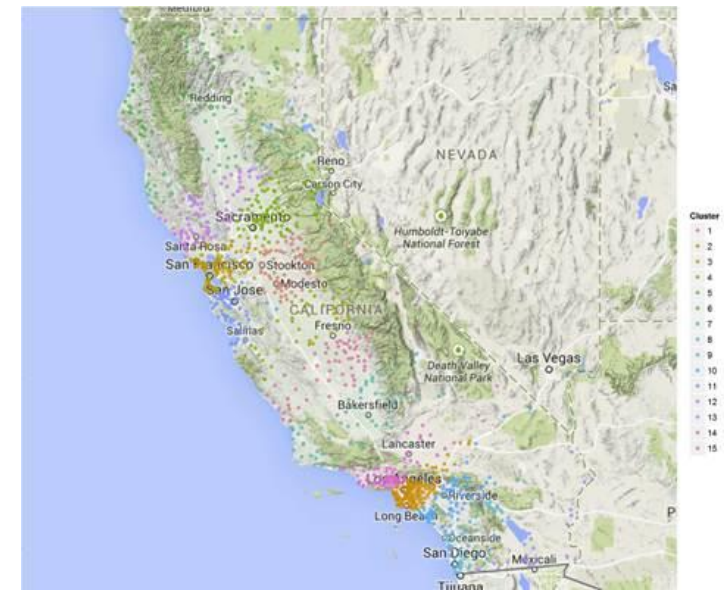 Medford
Redding
Reno
Carson City
NEVADA
Sacramento
Humboldt-Toiyabe
National Forest
Santa Rosa
San Francisco
Stockton
San Jose
Modesto
CALIFORNIA
Salinas
Fresno
Death Valley
National Park
Las Vegas
Bakersfield
Lancaster
Los Angeles
Riverside
Long Beach
Oceanside
San Diego
Mexicali
Tijuana
Sa
P
Cluster
1
2
3
4
5
6
7
8
9
10
11
12
13
14
15